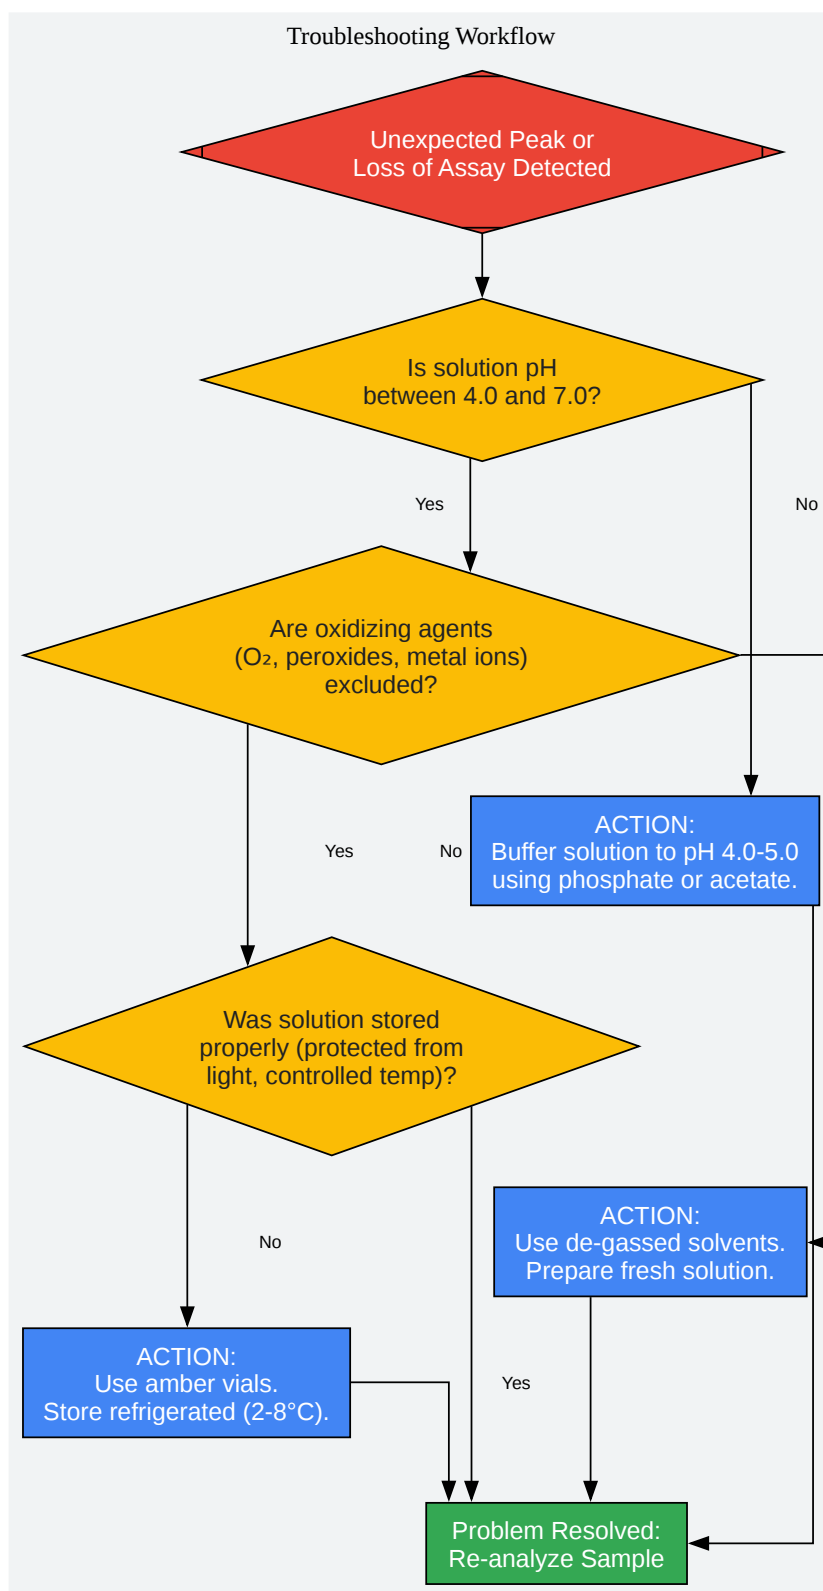 Troubleshooting Workflow
Unexpected Peak or
Loss of Assay Detected
Is solution pH
between 4.0 and 7.0?
Yes
No
Are oxidizing agents
(O₂, peroxides, metal ions)
excluded?
Yes
No
ACTION:
Buffer solution to pH 4.0-5.0
using phosphate or acetate.
Was solution stored
properly (protected from
light, controlled temp)?
No
ACTION:
Use de-gassed solvents.
Prepare fresh solution.
ACTION:
Use amber vials.
Store refrigerated (2-8°C).
Yes
Problem Resolved:
Re-analyze Sample